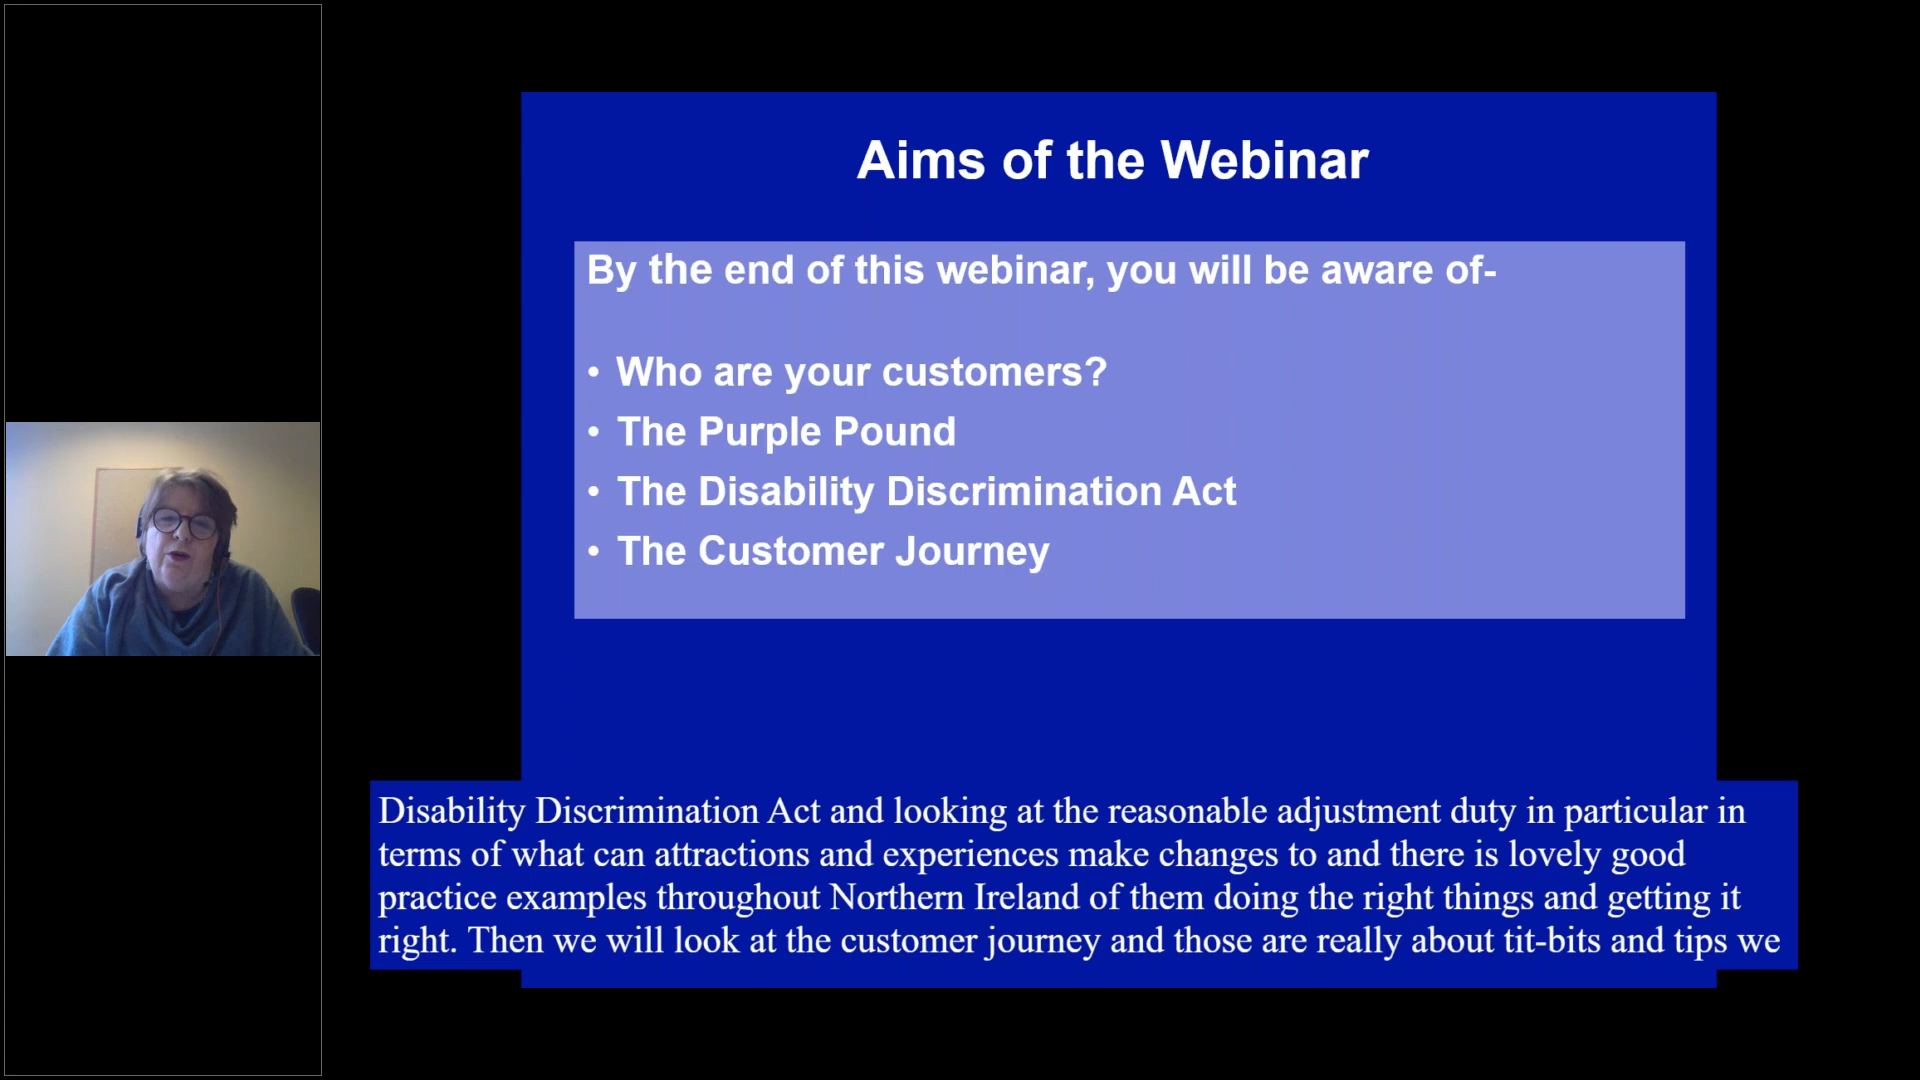 Aims of the Webinar
By the end of this webinar, you will be aware of-
• Who are your customers?
• The Purple Pound
• The Disability Discrimination Act
• The Customer Journey
Disability Discrimination Act and looking at the reasonable adjustment duty in particular in
terms of what can attractions and experiences make changes to and there is lovely good
practice examples throughout Northern Ireland of them doing the right things and getting it
right. Then we will look at the customer journey and those are really about tit-bits and tips we